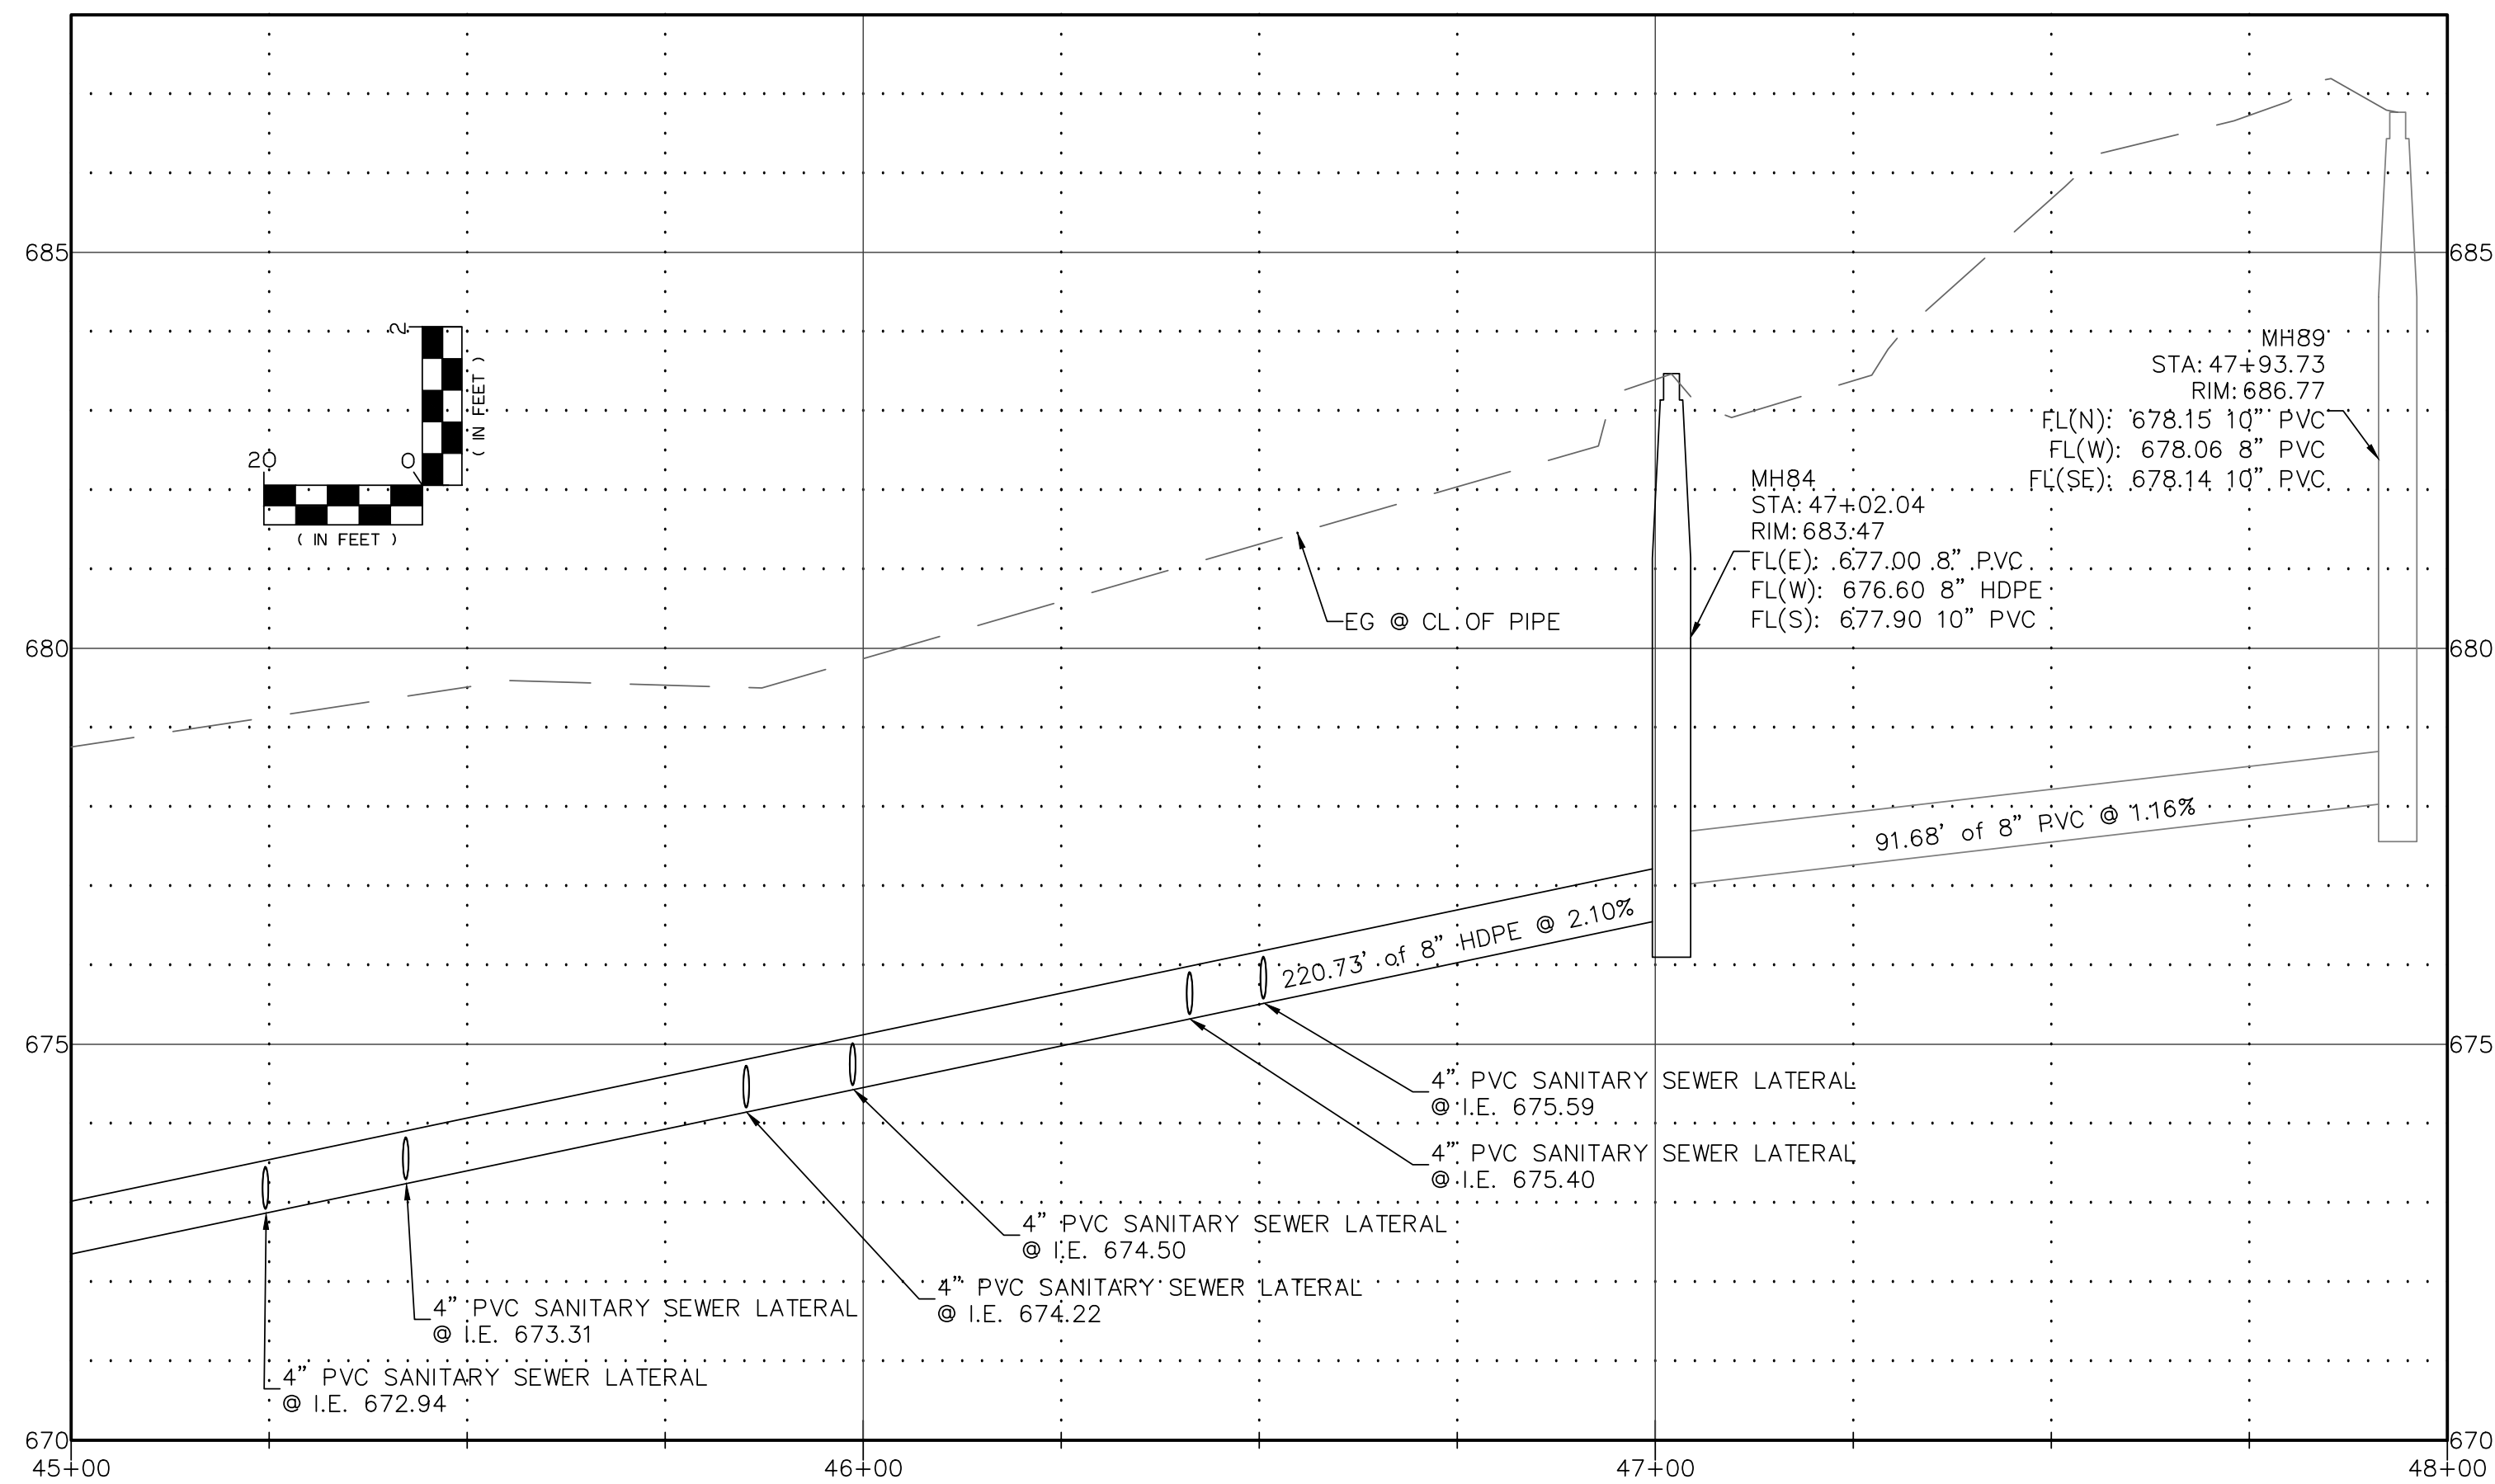 685
685
680
680
675
675
670
670
45+00
46+00
47+00
48+00
2
20
0
( IN FEET )
( IN FEET )
MH89
STA: 47+93.73
RIM: 686.77
FL(N): 678.15 10" PVC
FL(W): 678.06 8" PVC
FL(SE): 678.14 10" PVC
MH84
STA: 47+02.04
RIM: 683.47
FL(E): 677.00 8" PVC
FL(W): 676.60 8" HDPE
FL(S): 677.90 10" PVC
EG @ CL OF PIPE
91.68' of 8" PVC @ 1.16%
220.73' of 8" HDPE @ 2.10%
4" PVC SANITARY SEWER LATERAL
@ I.E. 675.59
4" PVC SANITARY SEWER LATERAL
@ I.E. 675.40
4" PVC SANITARY SEWER LATERAL
@ I.E. 674.50
4" PVC SANITARY SEWER LATERAL
@ I.E. 674.22
4" PVC SANITARY SEWER LATERAL
@ I.E. 673.31
4" PVC SANITARY SEWER LATERAL
@ I.E. 672.94